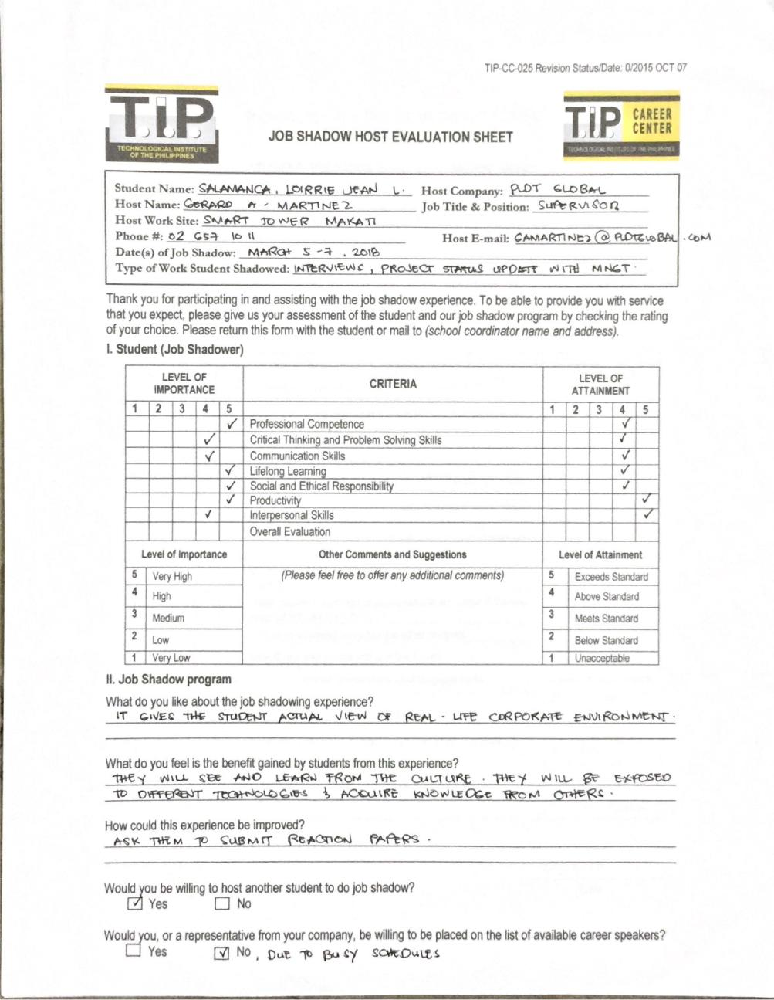 TIP-CC-025 Revision Status/Date: 0/2015 OCT 07
T.I.P
TECHNOLOGICAL INSTITUTE
OF THE PHILIPPINES
JOB SHADOW HOST EVALUATION SHEET
T.I.P CAREER CENTER
TECHNOLOGICAL INSTITUTE OF THE PHILIPPINES
Student Name: SALAMANCA, LOIRRIE JEAN L. Host Company: PLDT GLOBAL
Host Name: GERARD A. MARTINEZ Job Title & Position: SUPERVISOR
Host Work Site: SMART TOWER MAKATI
Phone #: 02 657 10 11 Host E-mail: GAMARTINEZ@PLDTGLOBAL.COM
Date(s) of Job Shadow: MARCH 5-7, 2018
Type of Work Student Shadowed: INTERVIEWS, PROJECT STATUS UPDATE WITH MNGT.
Thank you for participating in and assisting with the job shadow experience. To be able to provide you with service
that you expect, please give us your assessment of the student and our job shadow program by checking the rating
of your choice. Please return this form with the student or mail to (school coordinator name and address).
I. Student (Job Shadower)
LEVEL OF IMPORTANCE CRITERIA LEVEL OF ATTAINMENT
1 2 3 4 5 1 2 3 4 5
✓ Professional Competence ✓
✓ Critical Thinking and Problem Solving Skills ✓
✓ Communication Skills ✓
✓ Lifelong Learning ✓
✓ Social and Ethical Responsibility ✓
✓ Productivity ✓
✓ Interpersonal Skills ✓
Overall Evaluation
Level of Importance Other Comments and Suggestions Level of Attainment
5 Very High (Please feel free to offer any additional comments) 5 Exceeds Standard
4 High 4 Above Standard
3 Medium 3 Meets Standard
2 Low 2 Below Standard
1 Very Low 1 Unacceptable
II. Job Shadow program
What do you like about the job shadowing experience?
IT GIVES THE STUDENT ACTUAL VIEW OF REAL-LIFE CORPORATE ENVIRONMENT.
What do you feel is the benefit gained by students from this experience?
THEY WILL SEE AND LEARN FROM THE CULTURE. THEY WILL BE EXPOSED
TO DIFFERENT TECHNOLOGIES & ACQUIRE KNOWLEDGE FROM OTHERS.
How could this experience be improved?
ASK THEM TO SUBMIT REACTION PAPERS.
Would you be willing to host another student to do job shadow?
☑ Yes ☐ No
Would you, or a representative from your company, be willing to be placed on the list of available career speakers?
☐ Yes ☑ No, DUE TO BUSY SCHEDULES